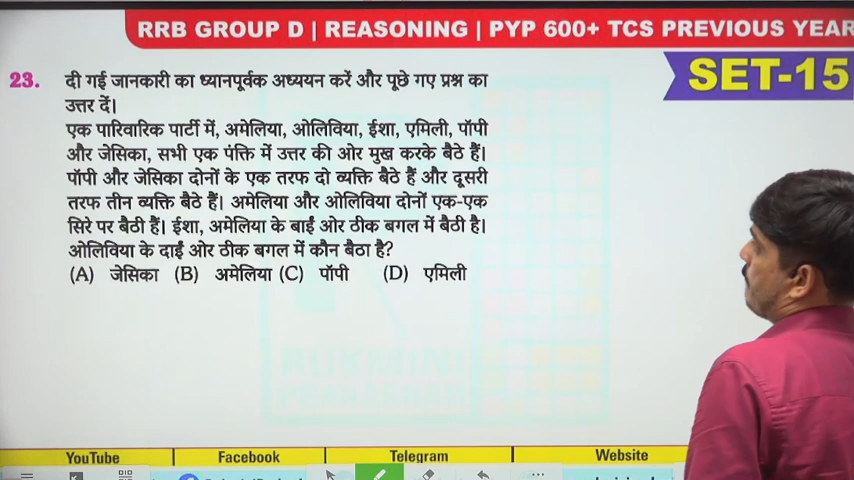 RRB GROUP D | REASONING | PYP 600+ TCS PREVIOUS YEAR
SET-15
23. दी गई जानकारी का ध्यानपूर्वक अध्ययन करें और पूछे गए प्रश्न का
उत्तर दें।
एक पारिवारिक पार्टी में, अमेलिया, ओलिविया, ईशा, एमिली, पॉपी
और जेसिका, सभी एक पंक्ति में उत्तर की ओर मुख करके बैठे हैं।
पॉपी और जेसिका दोनों के एक तरफ दो व्यक्ति बैठे हैं और दूसरी
तरफ तीन व्यक्ति बैठे हैं। अमेलिया और ओलिविया दोनों एक-एक
सिरे पर बैठी हैं। ईशा, अमेलिया के बाईं ओर ठीक बगल में बैठी है।
ओलिविया के दाईं ओर ठीक बगल में कौन बैठा है?
(A) जेसिका (B) अमेलिया (C) पॉपी (D) एमिली
YouTube Facebook Telegram Website